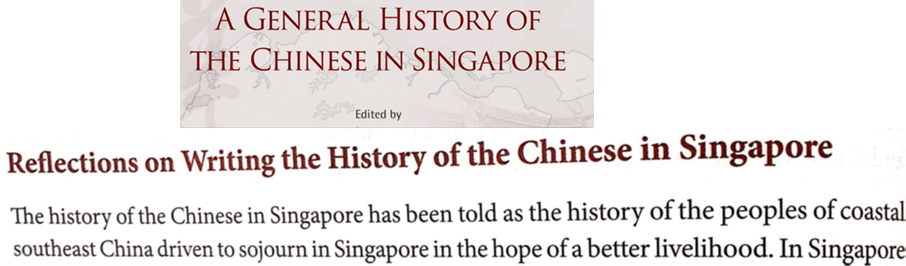 A GENERAL HISTORY OF
THE CHINESE IN SINGAPORE
Edited by
Reflections on Writing the History of the Chinese in Singapore
The history of the Chinese in Singapore has been told as the history of the peoples of coastal
southeast China driven to sojourn in Singapore in the hope of a better livelihood. In Singapore